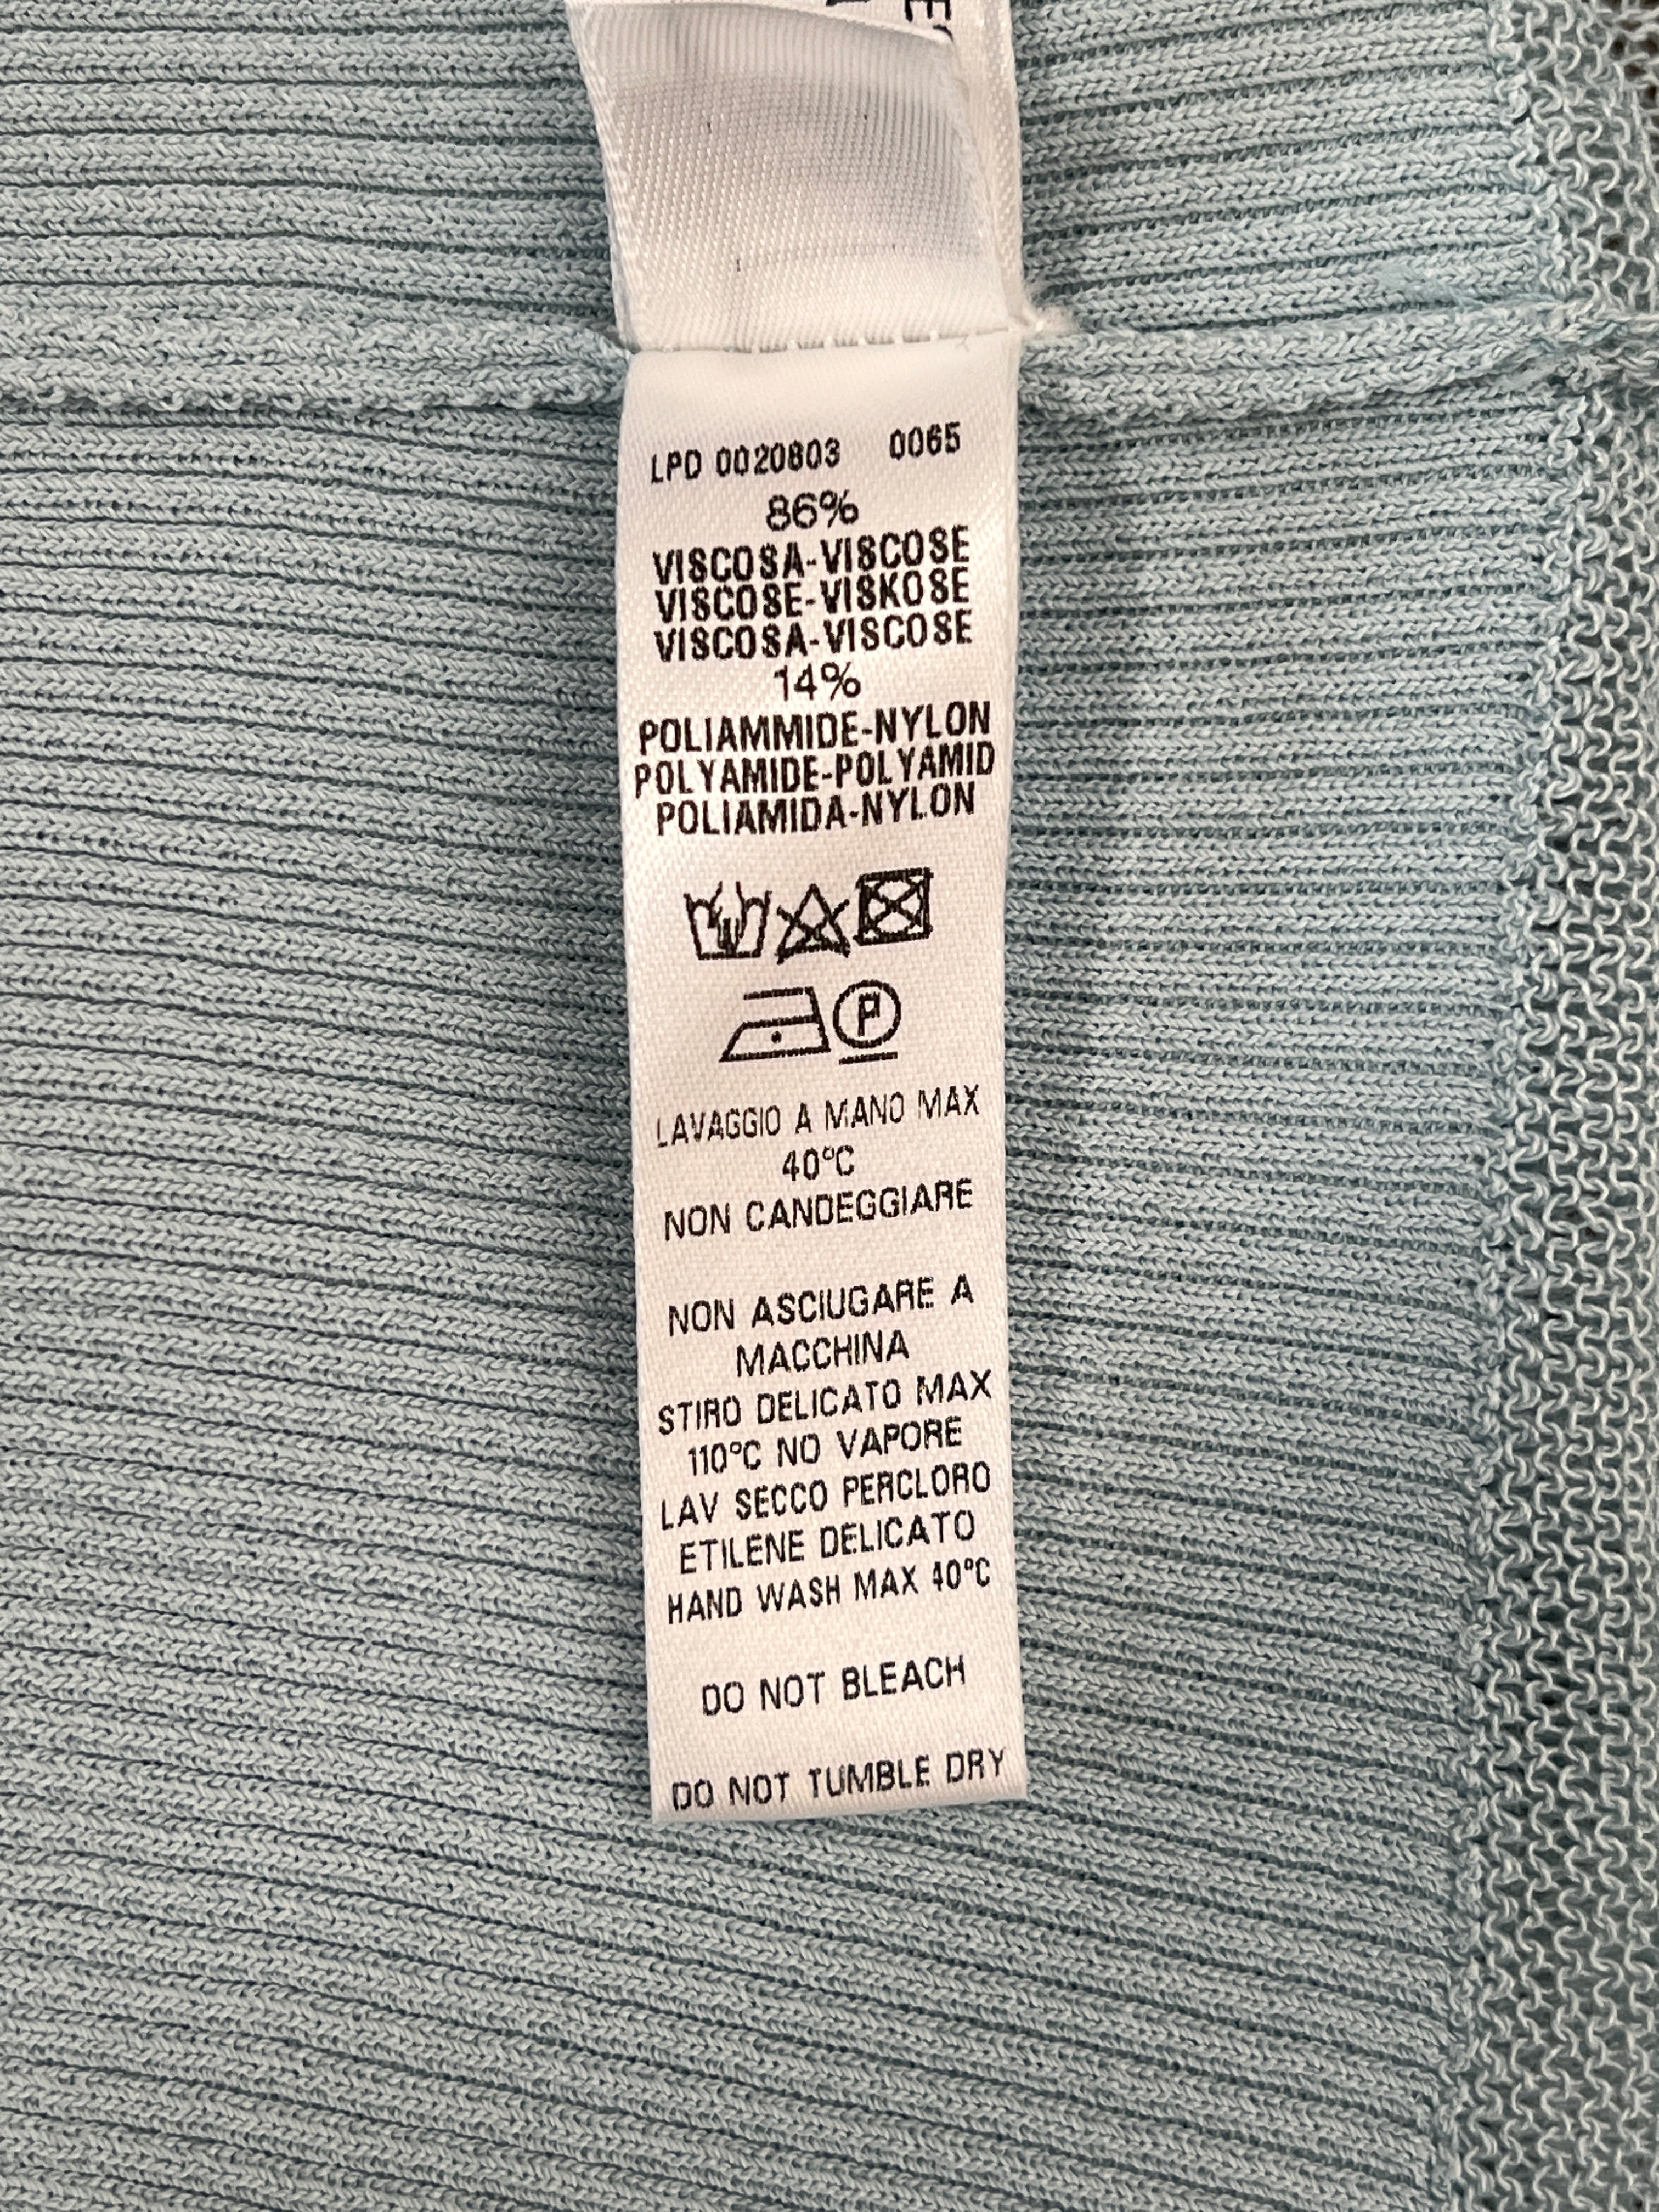 LPD 0020803 0065
86%
VISCOSA-VISCOSE
VISCOSE-VISKOSE
VISCOSA-VISCOSE
14%
POLIAMMIDE-NYLON
POLYAMIDE-POLYAMID
POLIAMIDA-NYLON
P
LAVAGGIO A MANO MAX
40°C
NON CANDEGGIARE
NON ASCIUGARE A
MACCHINA
STIRO DELICATO MAX
110°C NO VAPORE
LAV SECCO PERCLORO
ETILENE DELICATO
HAND WASH MAX 40°C
DO NOT BLEACH
DO NOT TUMBLE DRY